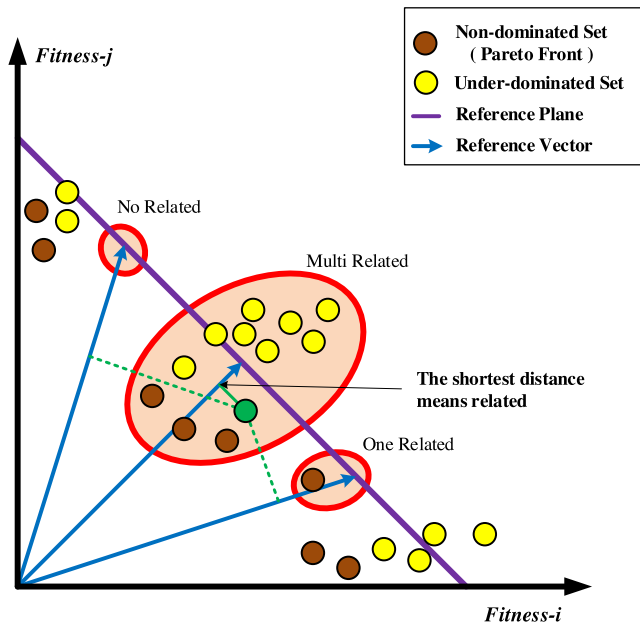 Fitness-j
Non-dominated Set
( Pareto Front )
Under-dominated Set
Reference Plane
Reference Vector
No Related
Multi Related
The shortest distance
means related
One Related
Fitness-i